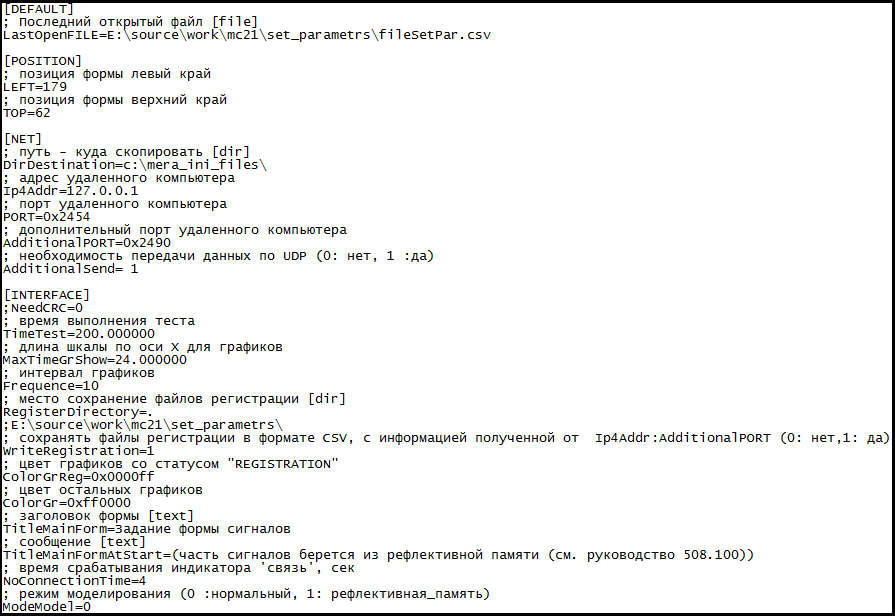 [DEFAULT]
; Последний открытый файл [file]
LastOpenFILE=E:\source\work\mc21\set_parametrs\fileSetPar.csv

[POSITION]
; позиция формы левый край
LEFT=179
; позиция формы верхний край
TOP=62

[NET]
; путь - куда скопировать [dir]
DirDestination=c:\mera_ini_files\
; адрес удаленного компьютера
Ip4Addr=127.0.0.1
; порт удаленного компьютера
PORT=0x2454
; дополнительный порт удаленного компьютера
AdditionalPORT=0x2490
; необходимость передачи данных по UDP (0: нет, 1 :да)
AdditionalSend= 1

[INTERFACE]
;NeedCRC=0
; время выполнения теста
TimeTest=200.000000
; длина шкалы по оси X для графиков
MaxTimeGrShow=24.000000
; интервал графиков
Frequence=10
; место сохранение файлов регистрации [dir]
RegisterDirectory=.
;E:\source\work\mc21\set_parametrs\
; сохранять файлы регистрации в формате CSV, с информацией полученной от  Ip4Addr:AdditionalPORT (0: нет,1: да)
WriteRegistration=1
; цвет графиков со статусом "REGISTRATION"
ColorGrReg=0x0000ff
; цвет остальных графиков
ColorGr=0xff0000
; заголовок формы [text]
TitleMainForm=Задание формы сигналов
; сообщение [text]
TitleMainFormAtStart=(часть сигналов берется из рефлективной памяти (см. руководство 508.100))
; время срабатывания индикатора 'связь', сек
NoConnectionTime=4
; режим моделирования (0 :нормальный, 1: рефлективная_память)
ModeModel=0